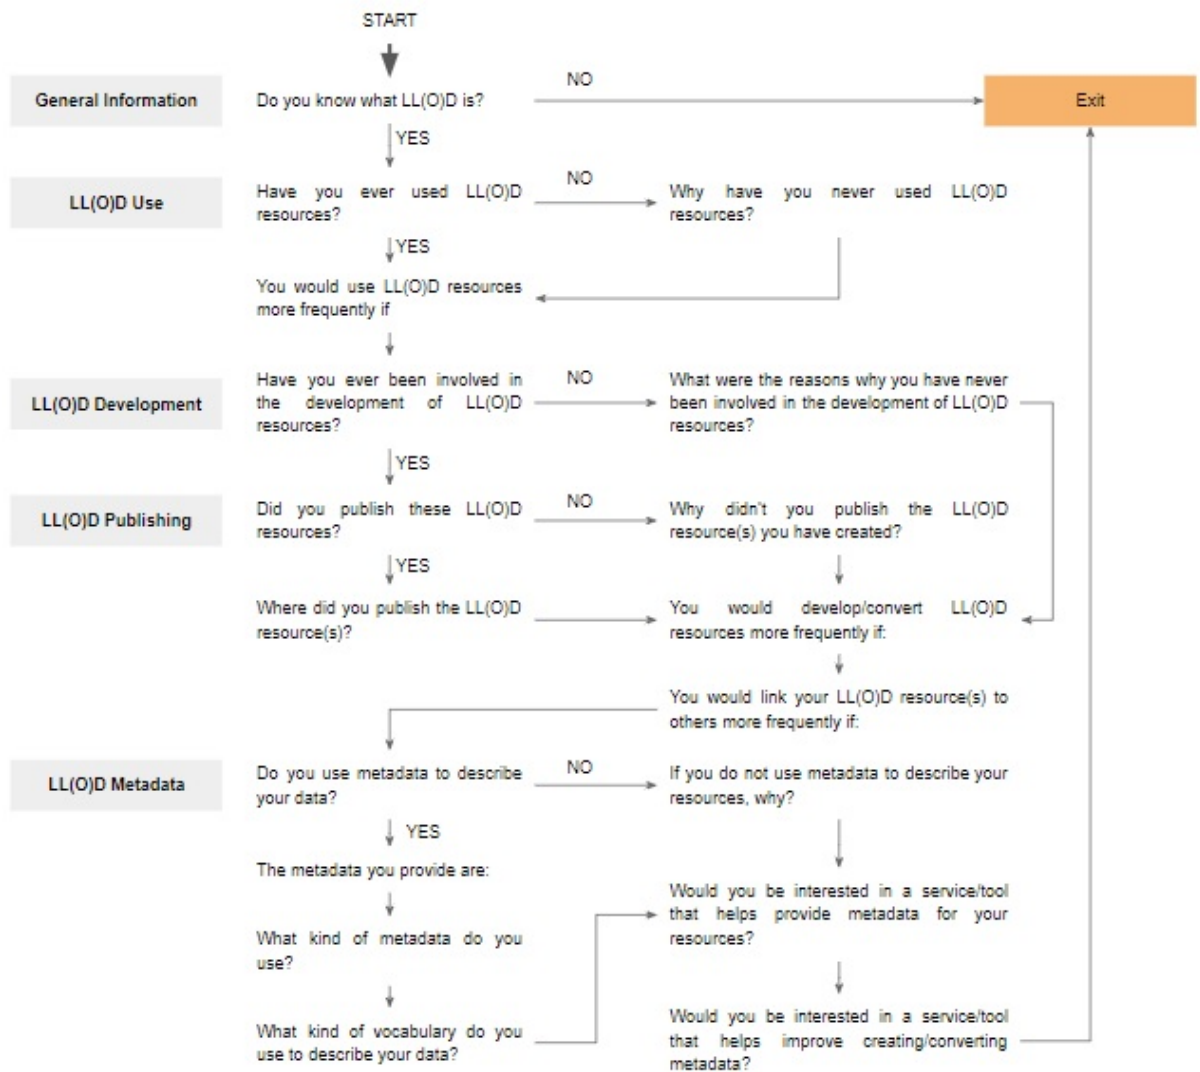 START
General Information
Do you know what LL(O)D is?
NO
Exit
YES
LL(O)D Use
Have you ever used LL(O)D
resources?
NO
Why have you never used LL(O)D
resources?
YES
You would use LL(O)D resources
more frequently if
LL(O)D Development
Have you ever been involved in
the development of LL(O)D
resources?
NO
What were the reasons why you have never
been involved in the development of LL(O)D
resources?
YES
LL(O)D Publishing
Did you publish these LL(O)D
resources?
NO
Why didn't you publish the LL(O)D
resource(s) you have created?
YES
Where did you publish the LL(O)D
resource(s)?
You would develop/convert LL(O)D
resources more frequently if:
You would link your LL(O)D resource(s) to
others more frequently if:
LL(O)D Metadata
Do you use metadata to describe
your data?
NO
If you do not use metadata to describe your
resources, why?
YES
The metadata you provide are:
What kind of metadata do you
use?
What kind of vocabulary do you
use to describe your data?
Would you be interested in a service/tool
that helps provide metadata for your
resources?
Would you be interested in a service/tool
that helps improve creating/converting
metadata?